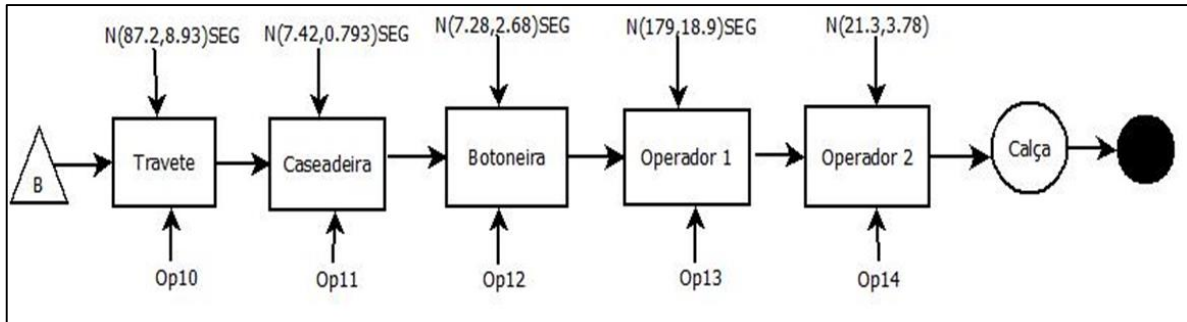 N(87.2,8.93)SEG
N(7.42,0.793)SEG
N(7.28,2.68)SEG
N(179,18.9)SEG
N(21.3,3.78)
B
Travete
Caseadeira
Botoneira
Operador 1
Operador 2
Calça
Op10
Op11
Op12
Op13
Op14